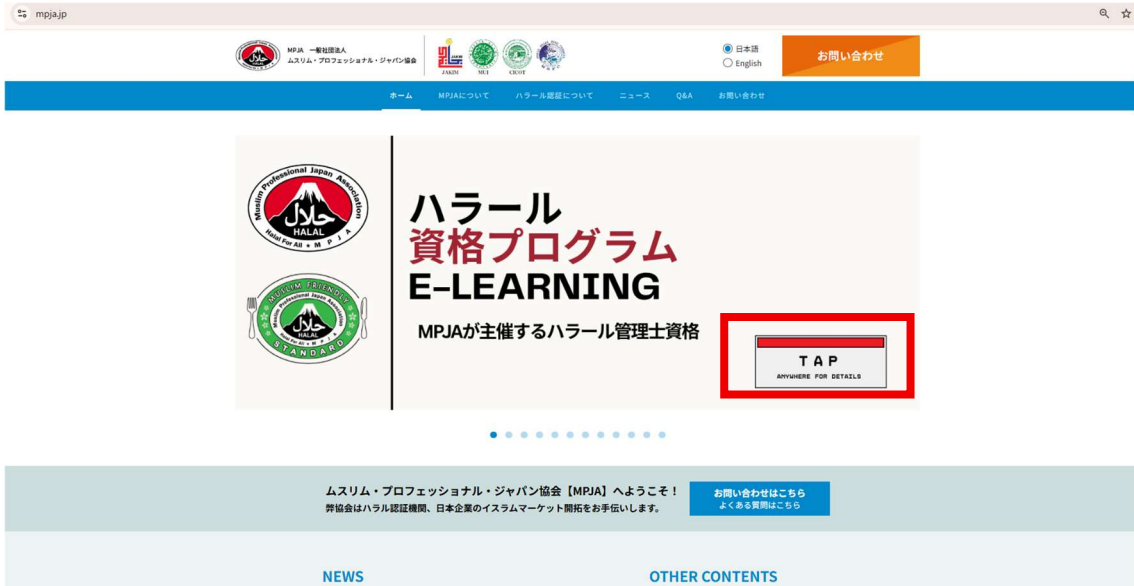 mpja.jp
MPJA 一般社団法人
ムスリム・プロフェッショナル・ジャパン協会
HALAL
JAKIM
MUI
CICOT
日本語
English
お問い合わせ
ホーム
MPJAについて
ハラール認証について
ニュース
Q&A
お問い合わせ
Muslim Professional Japan Association
حلال
HALAL
Halal For All • MPJA
ハラール
資格プログラム
E-LEARNING
MPJAが主催するハラール管理士資格
MUSLIM FRIENDLY
Muslim Professional Japan Association
حلال
HALAL
STANDARD
TAP
ANYWHERE FOR DETAILS
ムスリム・プロフェッショナル・ジャパン協会【MPJA】へようこそ！
弊協会はハラル認証機関、日本企業のイスラムマーケット開拓をお手伝いします。
お問い合わせはこちら
よくある質問はこちら
NEWS
OTHER CONTENTS